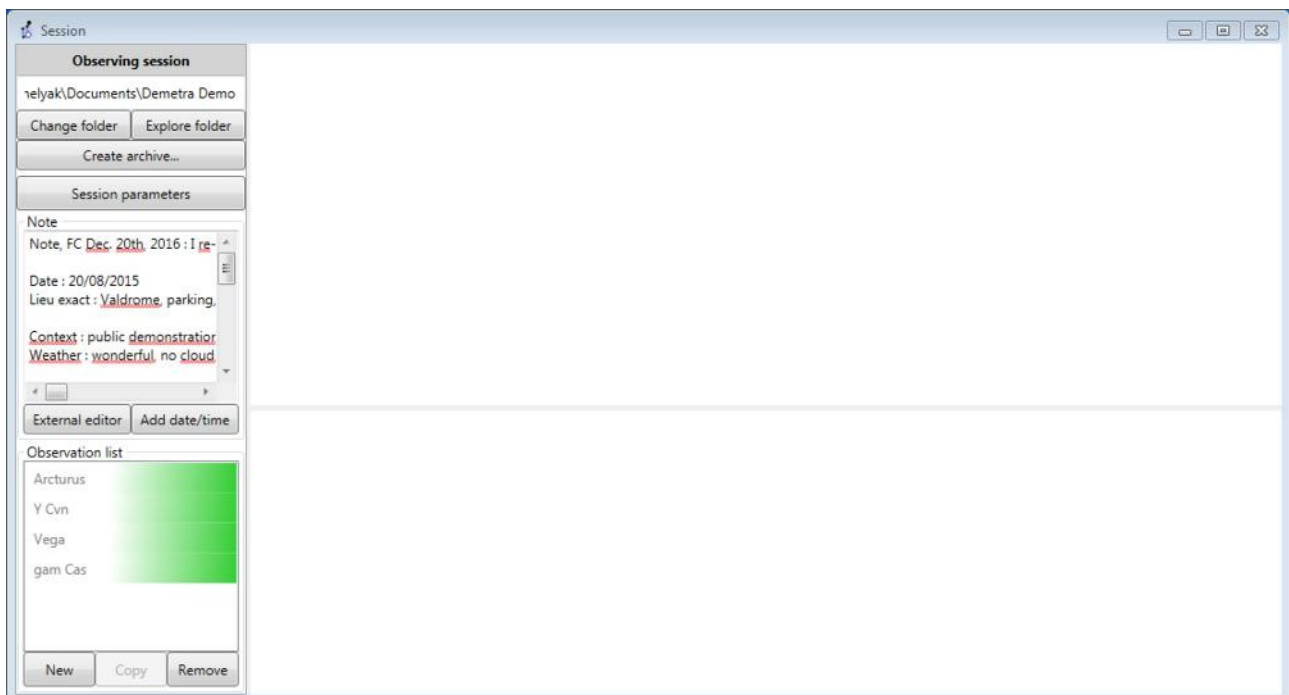 Session
Observing session
nelyak\Documents\Demetra Demo
Change folder
Explore folder
Create archive...
Session parameters
Note
Note, FC Dec. 20th, 2016 : I re-
Date : 20/08/2015
Lieu exact : Valdrome, parking,
Context : public demonstration
Weather : wonderful, no cloud
External editor
Add date/time
Observation list
Arcturus
Y Cvn
Vega
gam Cas
New
Copy
Remove